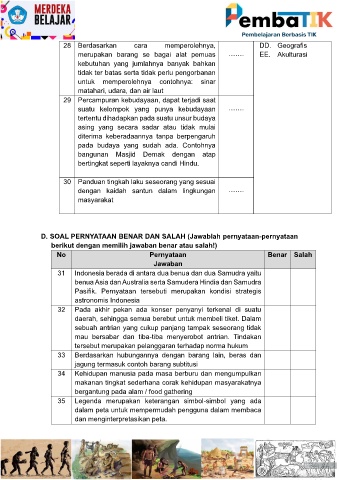 MERDEKA
BELAJAR
PembaTIK
Pembelajaran Berbasis TIK
28 Berdasarkan cara memperolehnya,
merupakan barang se bagai alat pemuas
kebutuhan yang jumlahnya banyak bahkan
tidak ter batas serta tidak perlu pengorbanan
untuk memperolehnya contohnya: sinar
matahari, udara, dan air laut
........
DD. Geografis
EE. Akulturasi
29 Percampuran kebudayaan, dapat terjadi saat
suatu kelompok yang punya kebudayaan
tertentu dihadapkan pada suatu unsur budaya
asing yang secara sadar atau tidak mulai
diterima keberadaannya tanpa berpengaruh
pada budaya yang sudah ada. Contohnya
bangunan Masjid Demak dengan atap
bertingkat seperti layaknya candi Hindu.
........
30 Panduan tingkah laku seseorang yang sesuai
dengan kaidah santun dalam lingkungan
masyarakat
........
D. SOAL PERNYATAAN BENAR DAN SALAH (Jawablah pernyataan-pernyataan
berikut dengan memilih jawaban benar atau salah!)
No Pernyataan Benar Salah
Jawaban
31 Indonesia berada di antara dua benua dan dua Samudra yaitu
benua Asia dan Australia serta Samudera Hindia dan Samudra
Pasifik. Pernyataan tersebuti merupakan kondisi strategis
astronomis Indonesia
32 Pada akhir pekan ada konser penyanyi terkenal di suatu
daerah, sehingga semua berebut untuk membeli tiket. Dalam
sebuah antrian yang cukup panjang tampak seseorang tidak
mau bersabar dan tiba-tiba menyerobot antrian. Tindakan
tersebut merupakan pelanggaran terhadap norma hukum
33 Berdasarkan hubungannya dengan barang lain, beras dan
jagung termasuk contoh barang subtitusi
34 Kehidupan manusia pada masa berburu dan mengumpulkan
makanan tingkat sederhana corak kehidupan masyarakatnya
bergantung pada alam / food gathering
35 Legenda merupakan keterangan simbol-simbol yang ada
dalam peta untuk mempermudah pengguna dalam membaca
dan menginterpretasikan peta.